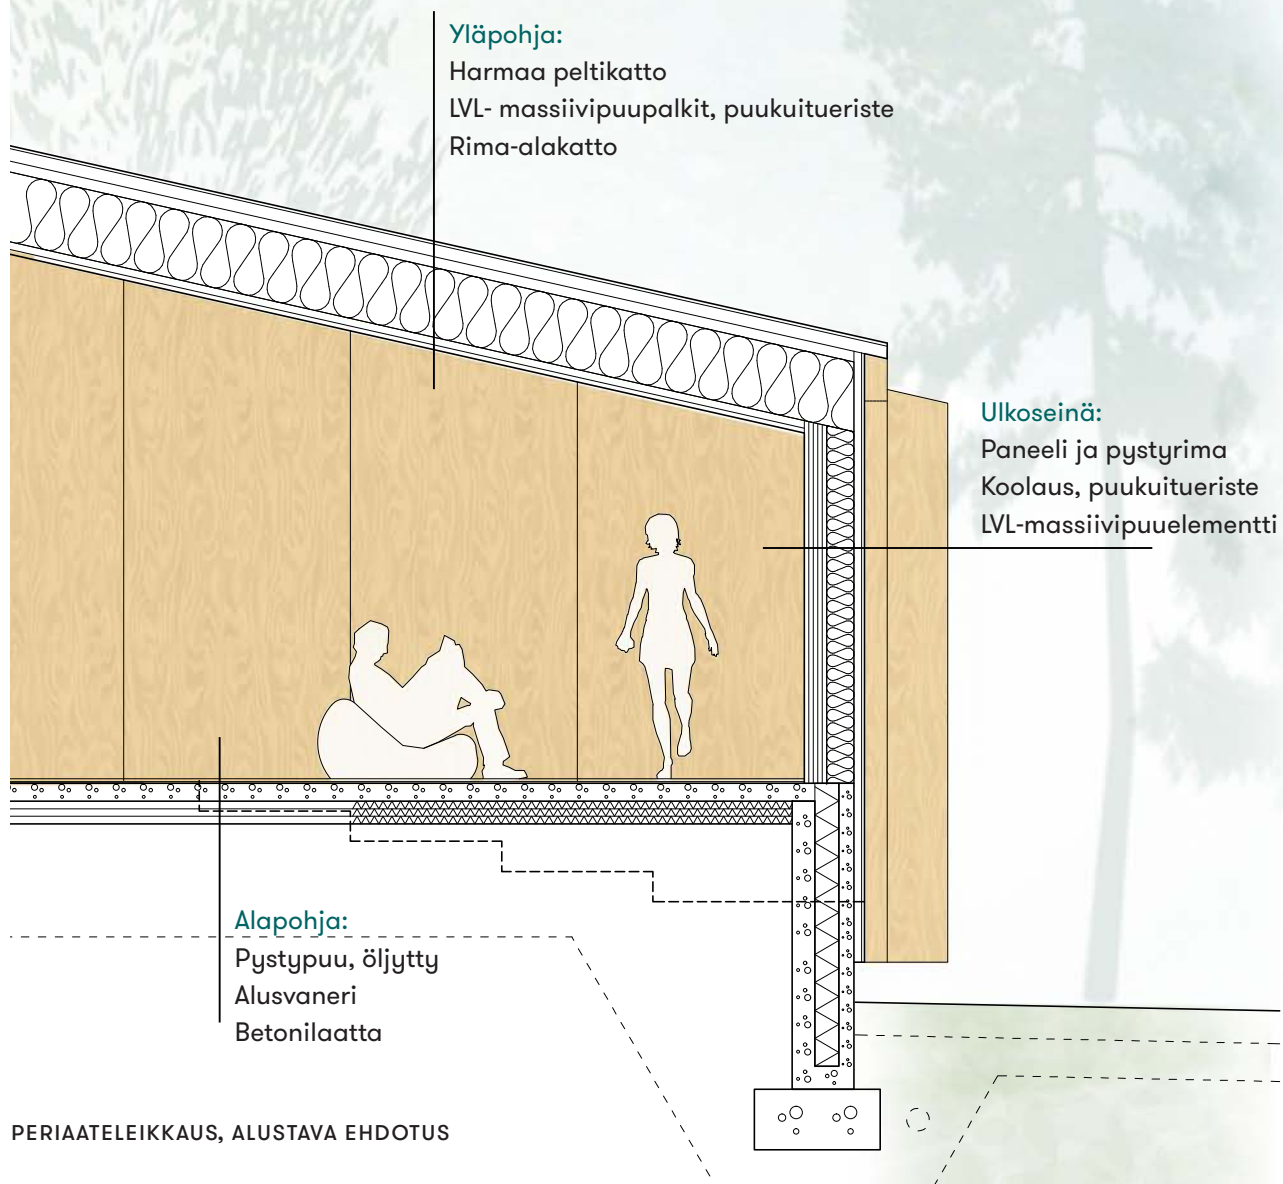 Yläpohja:
Harmaa peltikatto
LVL- massiivipuupalkit, puukuitueriste
Rima-alakatto
Ulkoseinä:
Paneeli ja pystyrima
Koolaus, puukuitueriste
LVL-massiivipuuelementti
Alapohja:
Pystypuu, öljytty
Alusvaneri
Betonilaatta
PERIAATELEIKKAUS, ALUSTAVA EHDOTUS